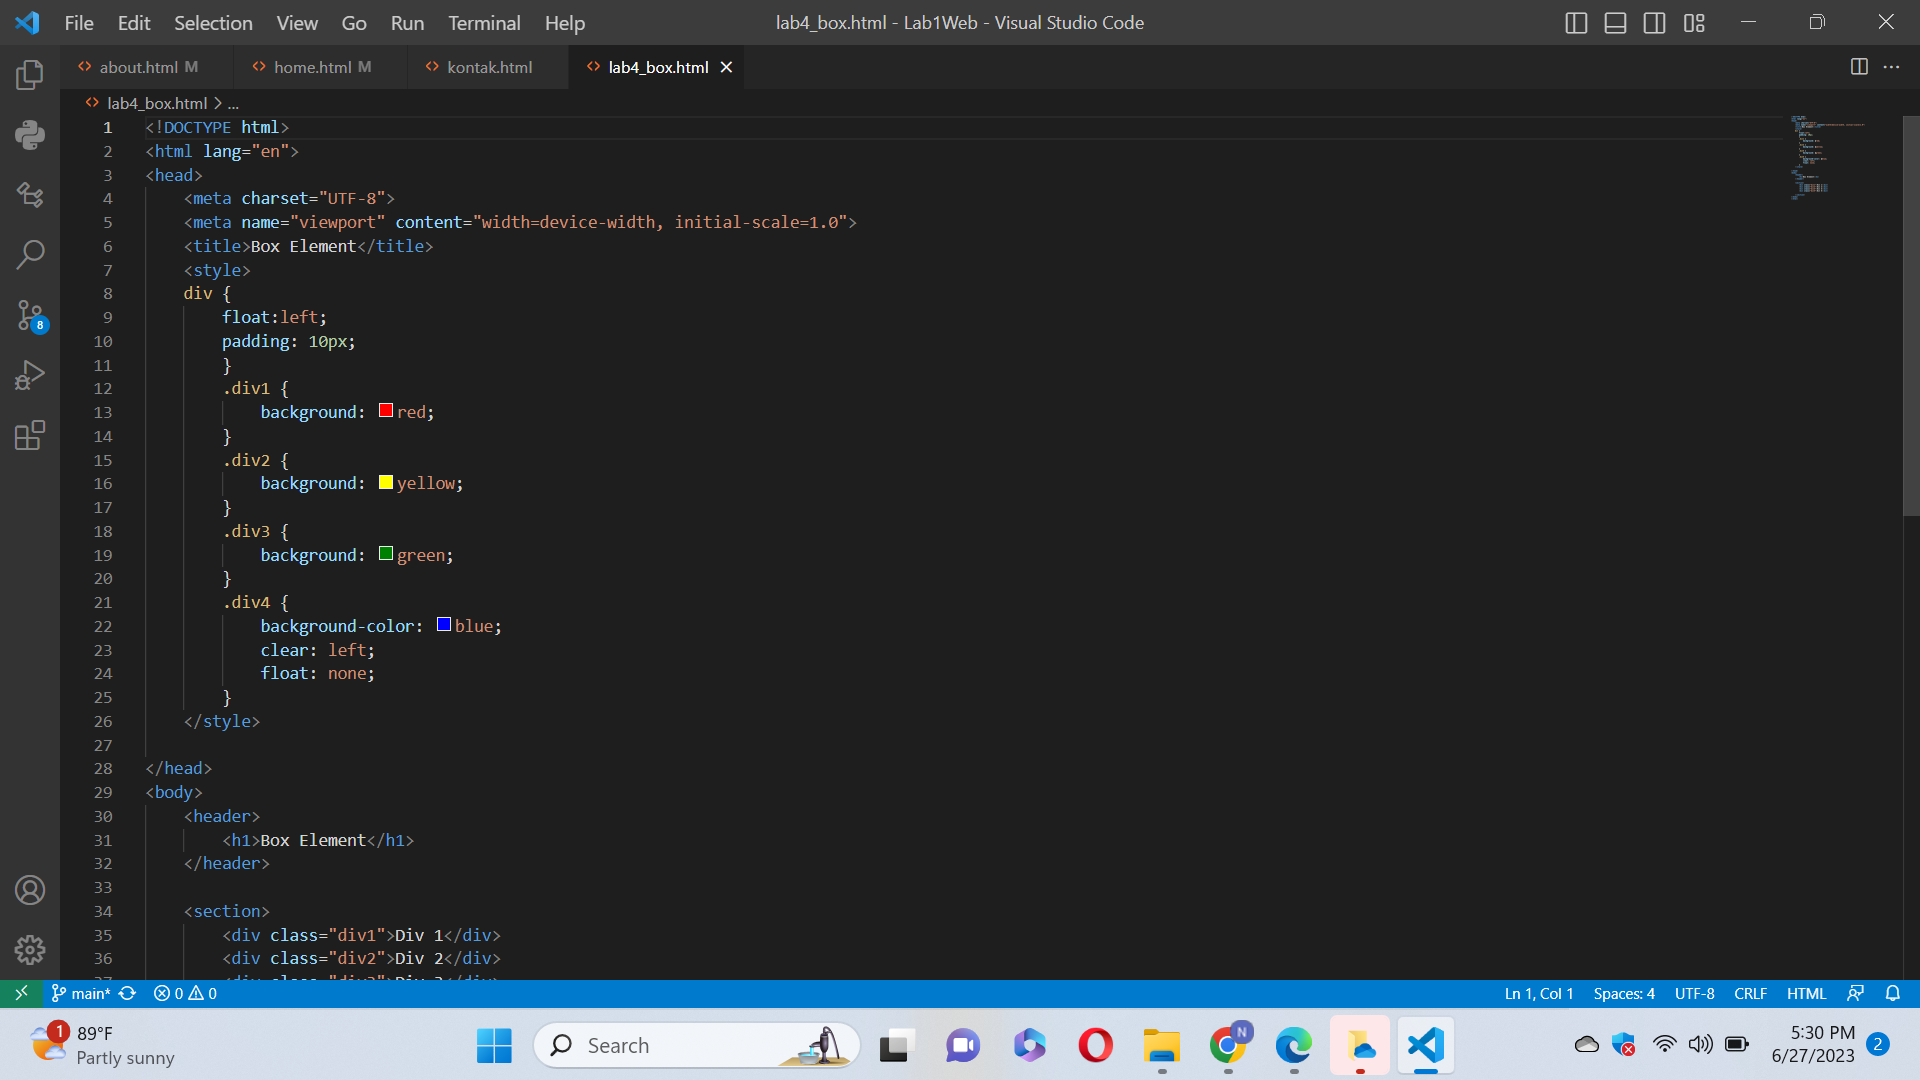 File Edit Selection View Go Run Terminal Help
lab4_box.html - Lab1Web - Visual Studio Code
about.html M
home.html M
kontak.html
lab4_box.html
lab4_box.html > ...
1 <!DOCTYPE html>
2 <html lang="en">
3 <head>
4 <meta charset="UTF-8">
5 <meta name="viewport" content="width=device-width, initial-scale=1.0">
6 <title>Box Element</title>
7 <style>
8 div {
9 float:left;
10 padding: 10px;
11 }
12 .div1 {
13 background: red;
14 }
15 .div2 {
16 background: yellow;
17 }
18 .div3 {
19 background: green;
20 }
21 .div4 {
22 background-color: blue;
23 clear: left;
24 float: none;
25 }
26 </style>
27
28 </head>
29 <body>
30 <header>
31 <h1>Box Element</h1>
32 </header>
33
34 <section>
35 <div class="div1">Div 1</div>
36 <div class="div2">Div 2</div>
8
main*
0
0
Ln 1, Col 1
Spaces: 4
UTF-8
CRLF
HTML
1
89°F
Partly sunny
Search
N
5:30 PM
6/27/2023
2